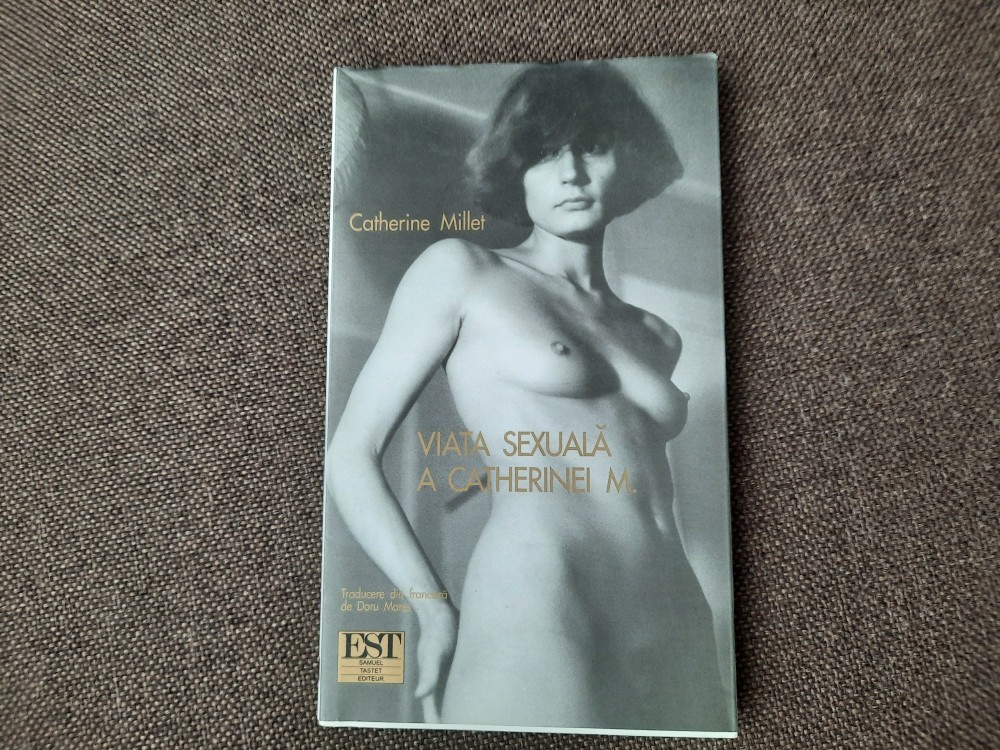 Catherine Millet
VIAȚA SEXUALĂ
A CATHERINEI M.
Traducere din franceză
de Doru Mareș
EST
SAMUEL
TASTET
EDITEUR